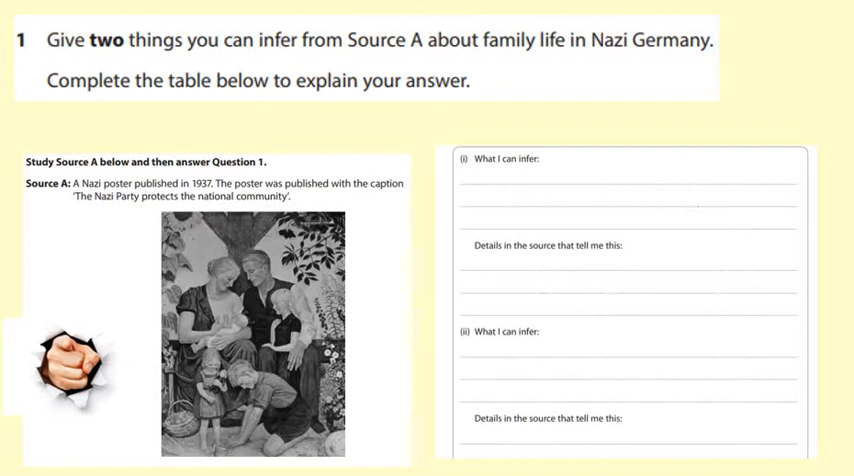 1 Give two things you can infer from Source A about family life in Nazi Germany.
Complete the table below to explain your answer.
Study Source A below and then answer Question 1.
Source A: A Nazi poster published in 1937. The poster was published with the caption
'The Nazi Party protects the national community'.
(i) What I can infer:
Details in the source that tell me this:
(ii) What I can infer:
Details in the source that tell me this: